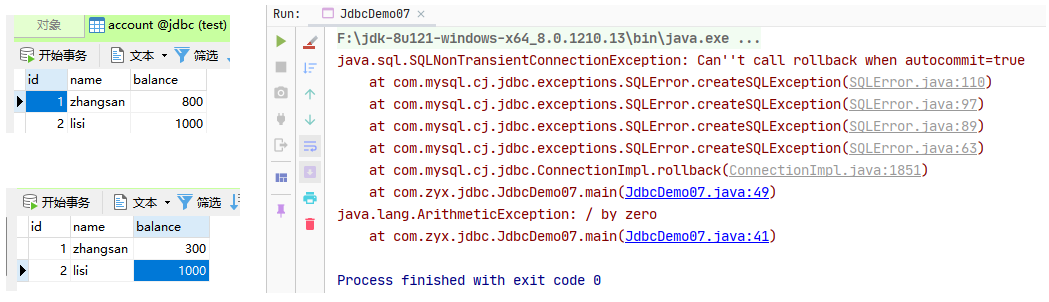 对象 account @jdbc (test)
开始事务 文本 筛选
id name balance
1 zhangsan 800
2 lisi 1000
开始事务 文本 筛选
id name balance
1 zhangsan 300
2 lisi 1000
Run: JdbcDemo07 ×
F:\jdk-8u121-windows-x64_8.0.1210.13\bin\java.exe ...
java.sql.SQLNonTransientConnectionException: Can''t call rollback when autocommit=true
at com.mysql.cj.jdbc.exceptions.SQLError.createSQLException(SQLError.java:110)
at com.mysql.cj.jdbc.exceptions.SQLError.createSQLException(SQLError.java:97)
at com.mysql.cj.jdbc.exceptions.SQLError.createSQLException(SQLError.java:89)
at com.mysql.cj.jdbc.exceptions.SQLError.createSQLException(SQLError.java:63)
at com.mysql.cj.jdbc.ConnectionImpl.rollback(ConnectionImpl.java:1851)
at com.zyx.jdbc.JdbcDemo07.main(JdbcDemo07.java:49)
java.lang.ArithmeticException: / by zero
at com.zyx.jdbc.JdbcDemo07.main(JdbcDemo07.java:41)
Process finished with exit code 0